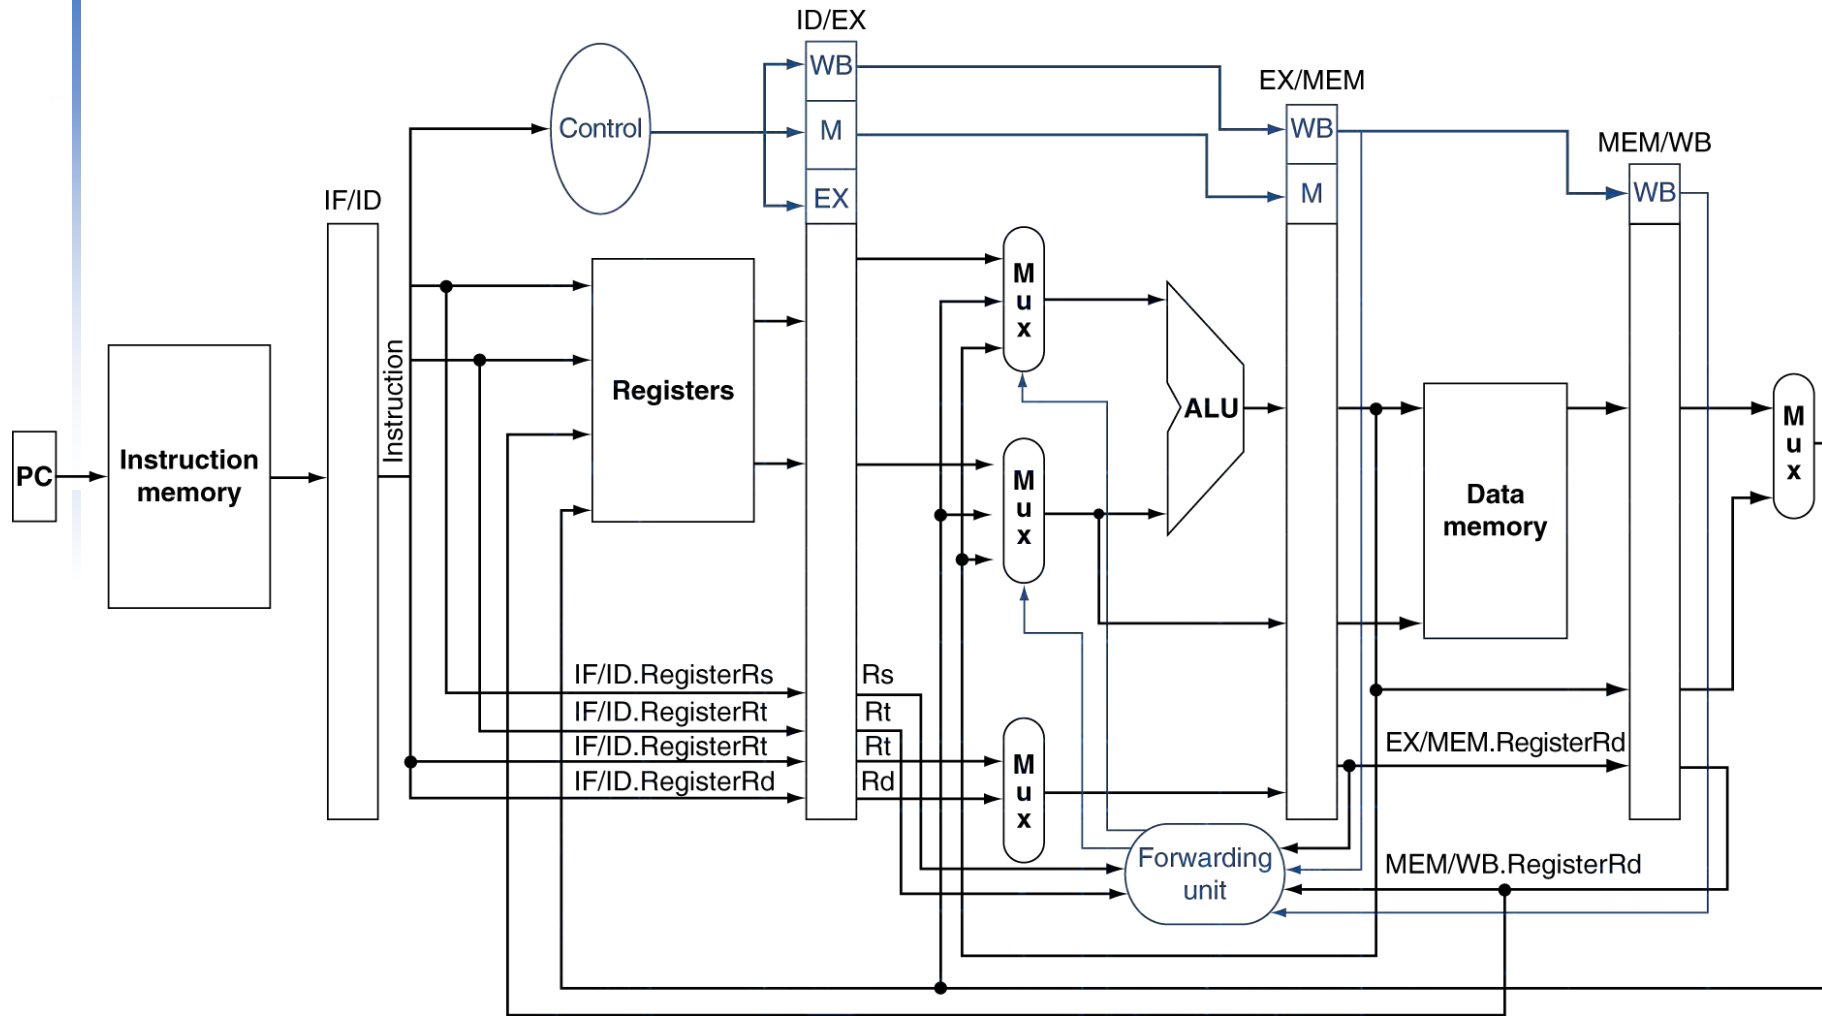 ID/EX
WB
EX/MEM
Control
M
WB
MEM/WB
IF/ID
EX
M
WB
M
u
x
Instruction
Registers
ALU
M
u
x
PC
Instruction
memory
M
u
x
Data
memory
IF/ID.RegisterRs
Rs
IF/ID.RegisterRt
Rt
IF/ID.RegisterRt
Rt
EX/MEM.RegisterRd
IF/ID.RegisterRd
Rd
M
u
x
Forwarding
unit
MEM/WB.RegisterRd